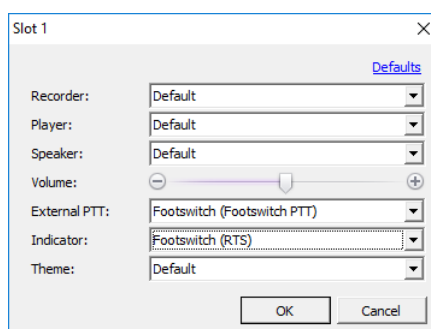 Slot 1
Defaults
Recorder: Default
Player: Default
Speaker: Default
Volume:
External PTT: Footswitch (Footswitch PTT)
Indicator: Footswitch (RTS)
Theme: Default
OK Cancel